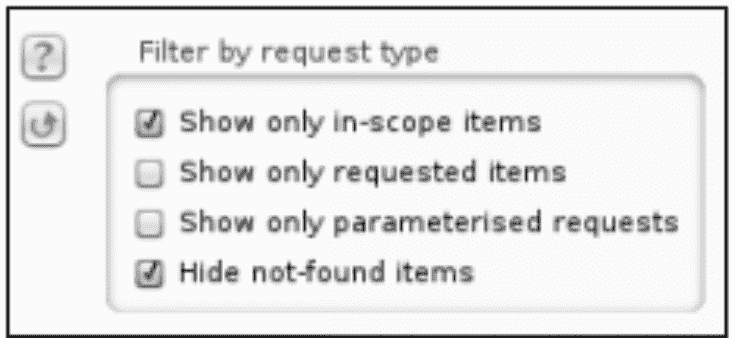 ?
Filter by request type
Show only in-scope items
Show only requested items
Show only parameterised requests
Hide not-found items